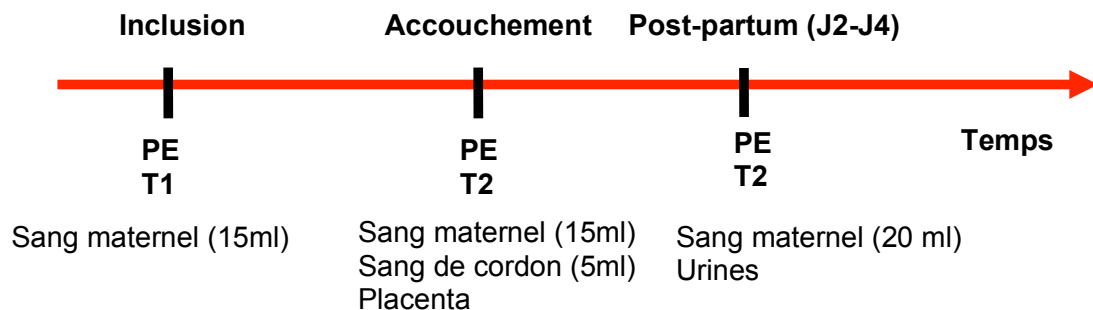 Inclusion Accouchement Post-partum (J2-J4)
PE PE PE Temps
T1 T2 T2
Sang maternel (15ml) Sang maternel (15ml) Sang maternel (20 ml)
Sang de cordon (5ml) Urines
Placenta